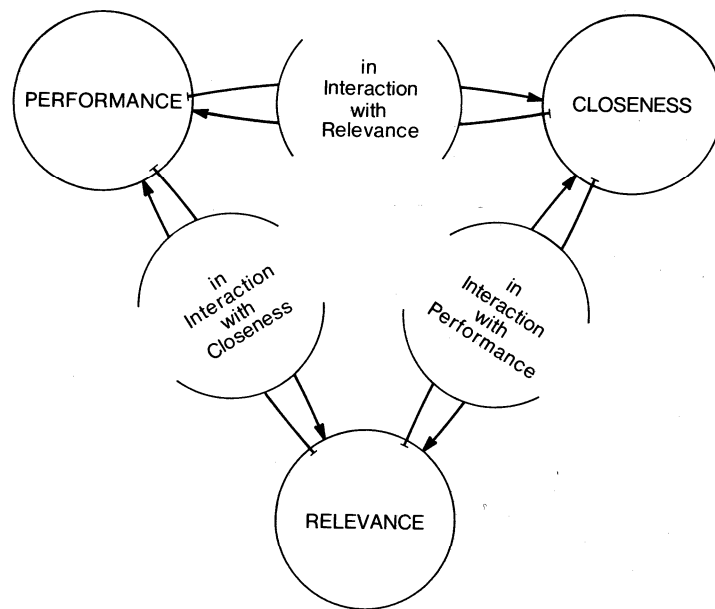 PERFORMANCE
in
Interaction
with
Relevance
CLOSENESS
in
Interaction
with
Closeness
in
Interaction
with
Performance
RELEVANCE